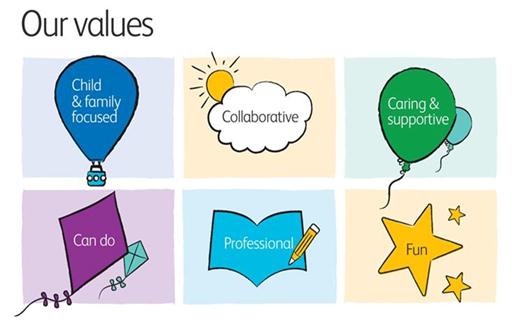 Our values
Child
& family
focused
Collaborative
Caring &
supportive
Can do
Professional
Fun